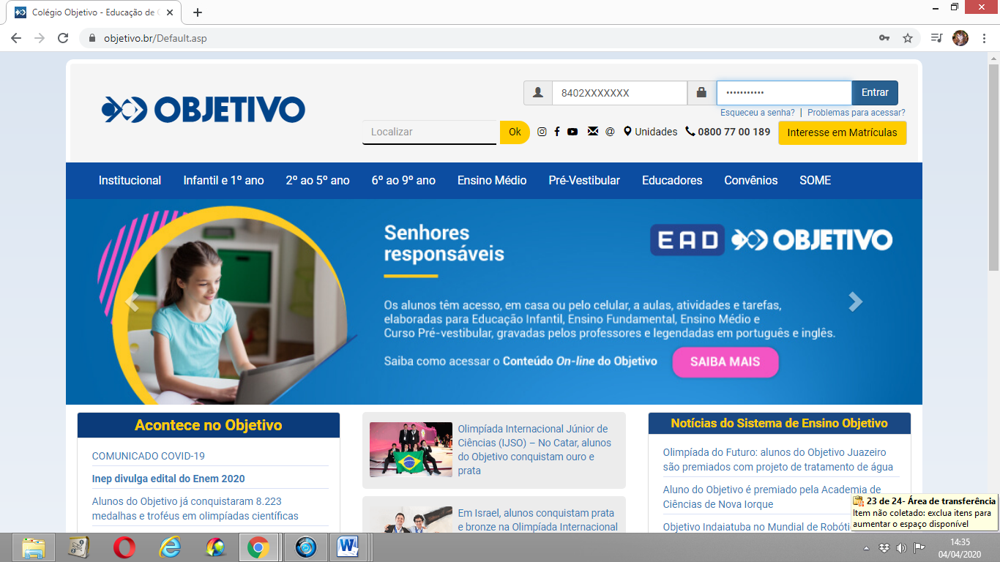 Colégio Objetivo - Educação de
objetivo.br/Default.asp
OBJETIVO
8402XXXXXXX
•••••••••••
Entrar
Esqueceu a senha? | Problemas para acessar?
Localizar
Ok
@
Unidades
0800 77 00 189
Interesse em Matrículas
Institucional
Infantil e 1º ano
2º ao 5º ano
6º ao 9º ano
Ensino Médio
Pré-Vestibular
Educadores
Convênios
SOME
Senhores
responsáveis
EAD OBJETIVO
Os alunos têm acesso, em casa ou pelo celular, a aulas, atividades e tarefas,
elaboradas para Educação Infantil, Ensino Fundamental, Ensino Médio e
Curso Pré-vestibular, gravadas pelos professores e legendadas em português e inglês.
Saiba como acessar o Conteúdo On-line do Objetivo
SAIBA MAIS
Acontece no Objetivo
COMUNICADO COVID-19
Inep divulga edital do Enem 2020
Alunos do Objetivo já conquistaram 8.223
medalhas e troféus em olimpíadas científicas
Olimpíada Internacional Júnior de
Ciências (IJSO) – No Catar, alunos
do Objetivo conquistam ouro e
prata
Em Israel, alunos conquistam prata
e bronze na Olimpíada Internacional
Notícias do Sistema de Ensino Objetivo
Olimpíada do Futuro: alunos do Objetivo Juazeiro
são premiados com projeto de tratamento de água
Aluno do Objetivo é premiado pela Academia de
Ciências de Nova Iorque
Objetivo Indaiatuba no Mundial de
23 de 24- Área de transferência
Item não coletado: exclua itens para
aumentar o espaço disponível
14:35
04/04/2020